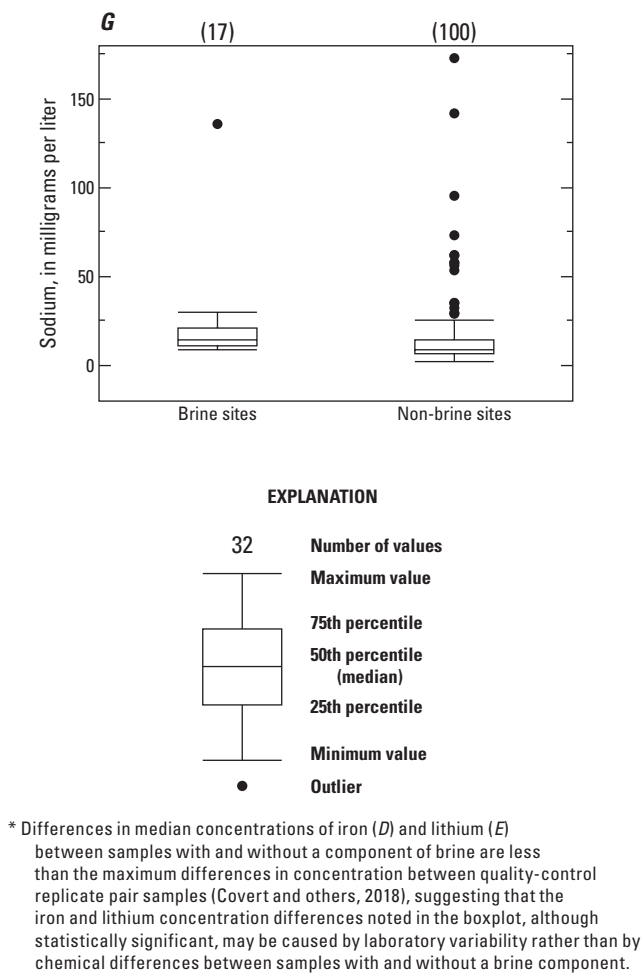 G
(17) (100)
Sodium, in milligrams per liter
150
100
50
0
Brine sites Non-brine sites
EXPLANATION
32 Number of values
Maximum value
75th percentile
50th percentile
(median)
25th percentile
Minimum value
Outlier
* Differences in median concentrations of iron (D) and lithium (E)
between samples with and without a component of brine are less
than the maximum differences in concentration between quality-control
replicate pair samples (Covert and others, 2018), suggesting that the
iron and lithium concentration differences noted in the boxplot, although
statistically significant, may be caused by laboratory variability rather than by
chemical differences between samples with and without a brine component.